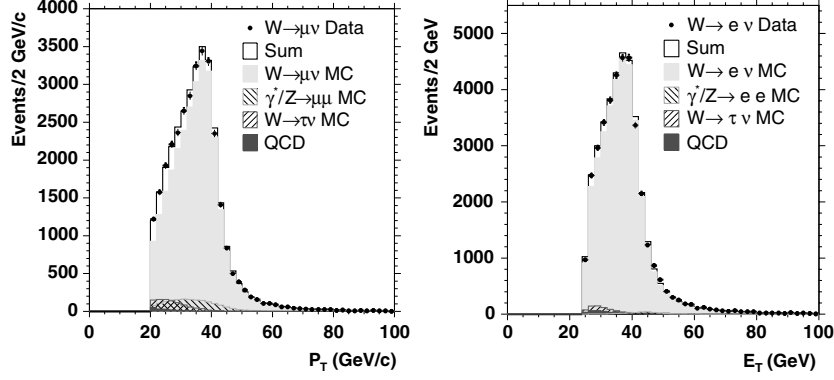 Events/2 GeV/c
4000
3500
3000
2500
2000
1500
1000
500
0
W→μν Data
Sum
W→μν MC
γ*/Z→μμ MC
W→τν MC
QCD
0 20 40 60 80 100
P_T (GeV/c)
Events/2 GeV
6000
5000
4000
3000
2000
1000
0
W→ e ν Data
Sum
W→ e ν MC
γ*/Z→ e e MC
W→ τ ν MC
QCD
0 20 40 60 80 100
E_T (GeV)